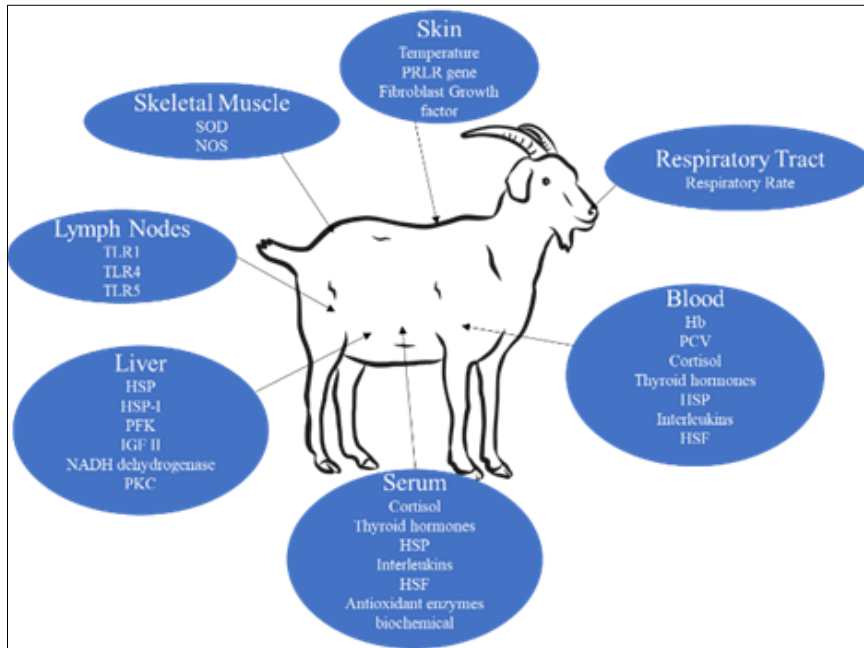 Skin
Temperature
PRLR gene
Fibroblast Growth
factor
Skeletal Muscle
SOD
NOS
Respiratory Tract
Respiratory Rate
Lymph Nodes
TLR1
TLR4
TLR5
Blood
Hb
PCV
Cortisol
Thyroid hormones
HSP
Interleukins
HSF
Liver
HSP
HSP-I
PFK
IGF II
NADH dehydrogenase
PKC
Serum
Cortisol
Thyroid hormones
HSP
Interleukins
HSF
Antioxidant enzymes
biochemical